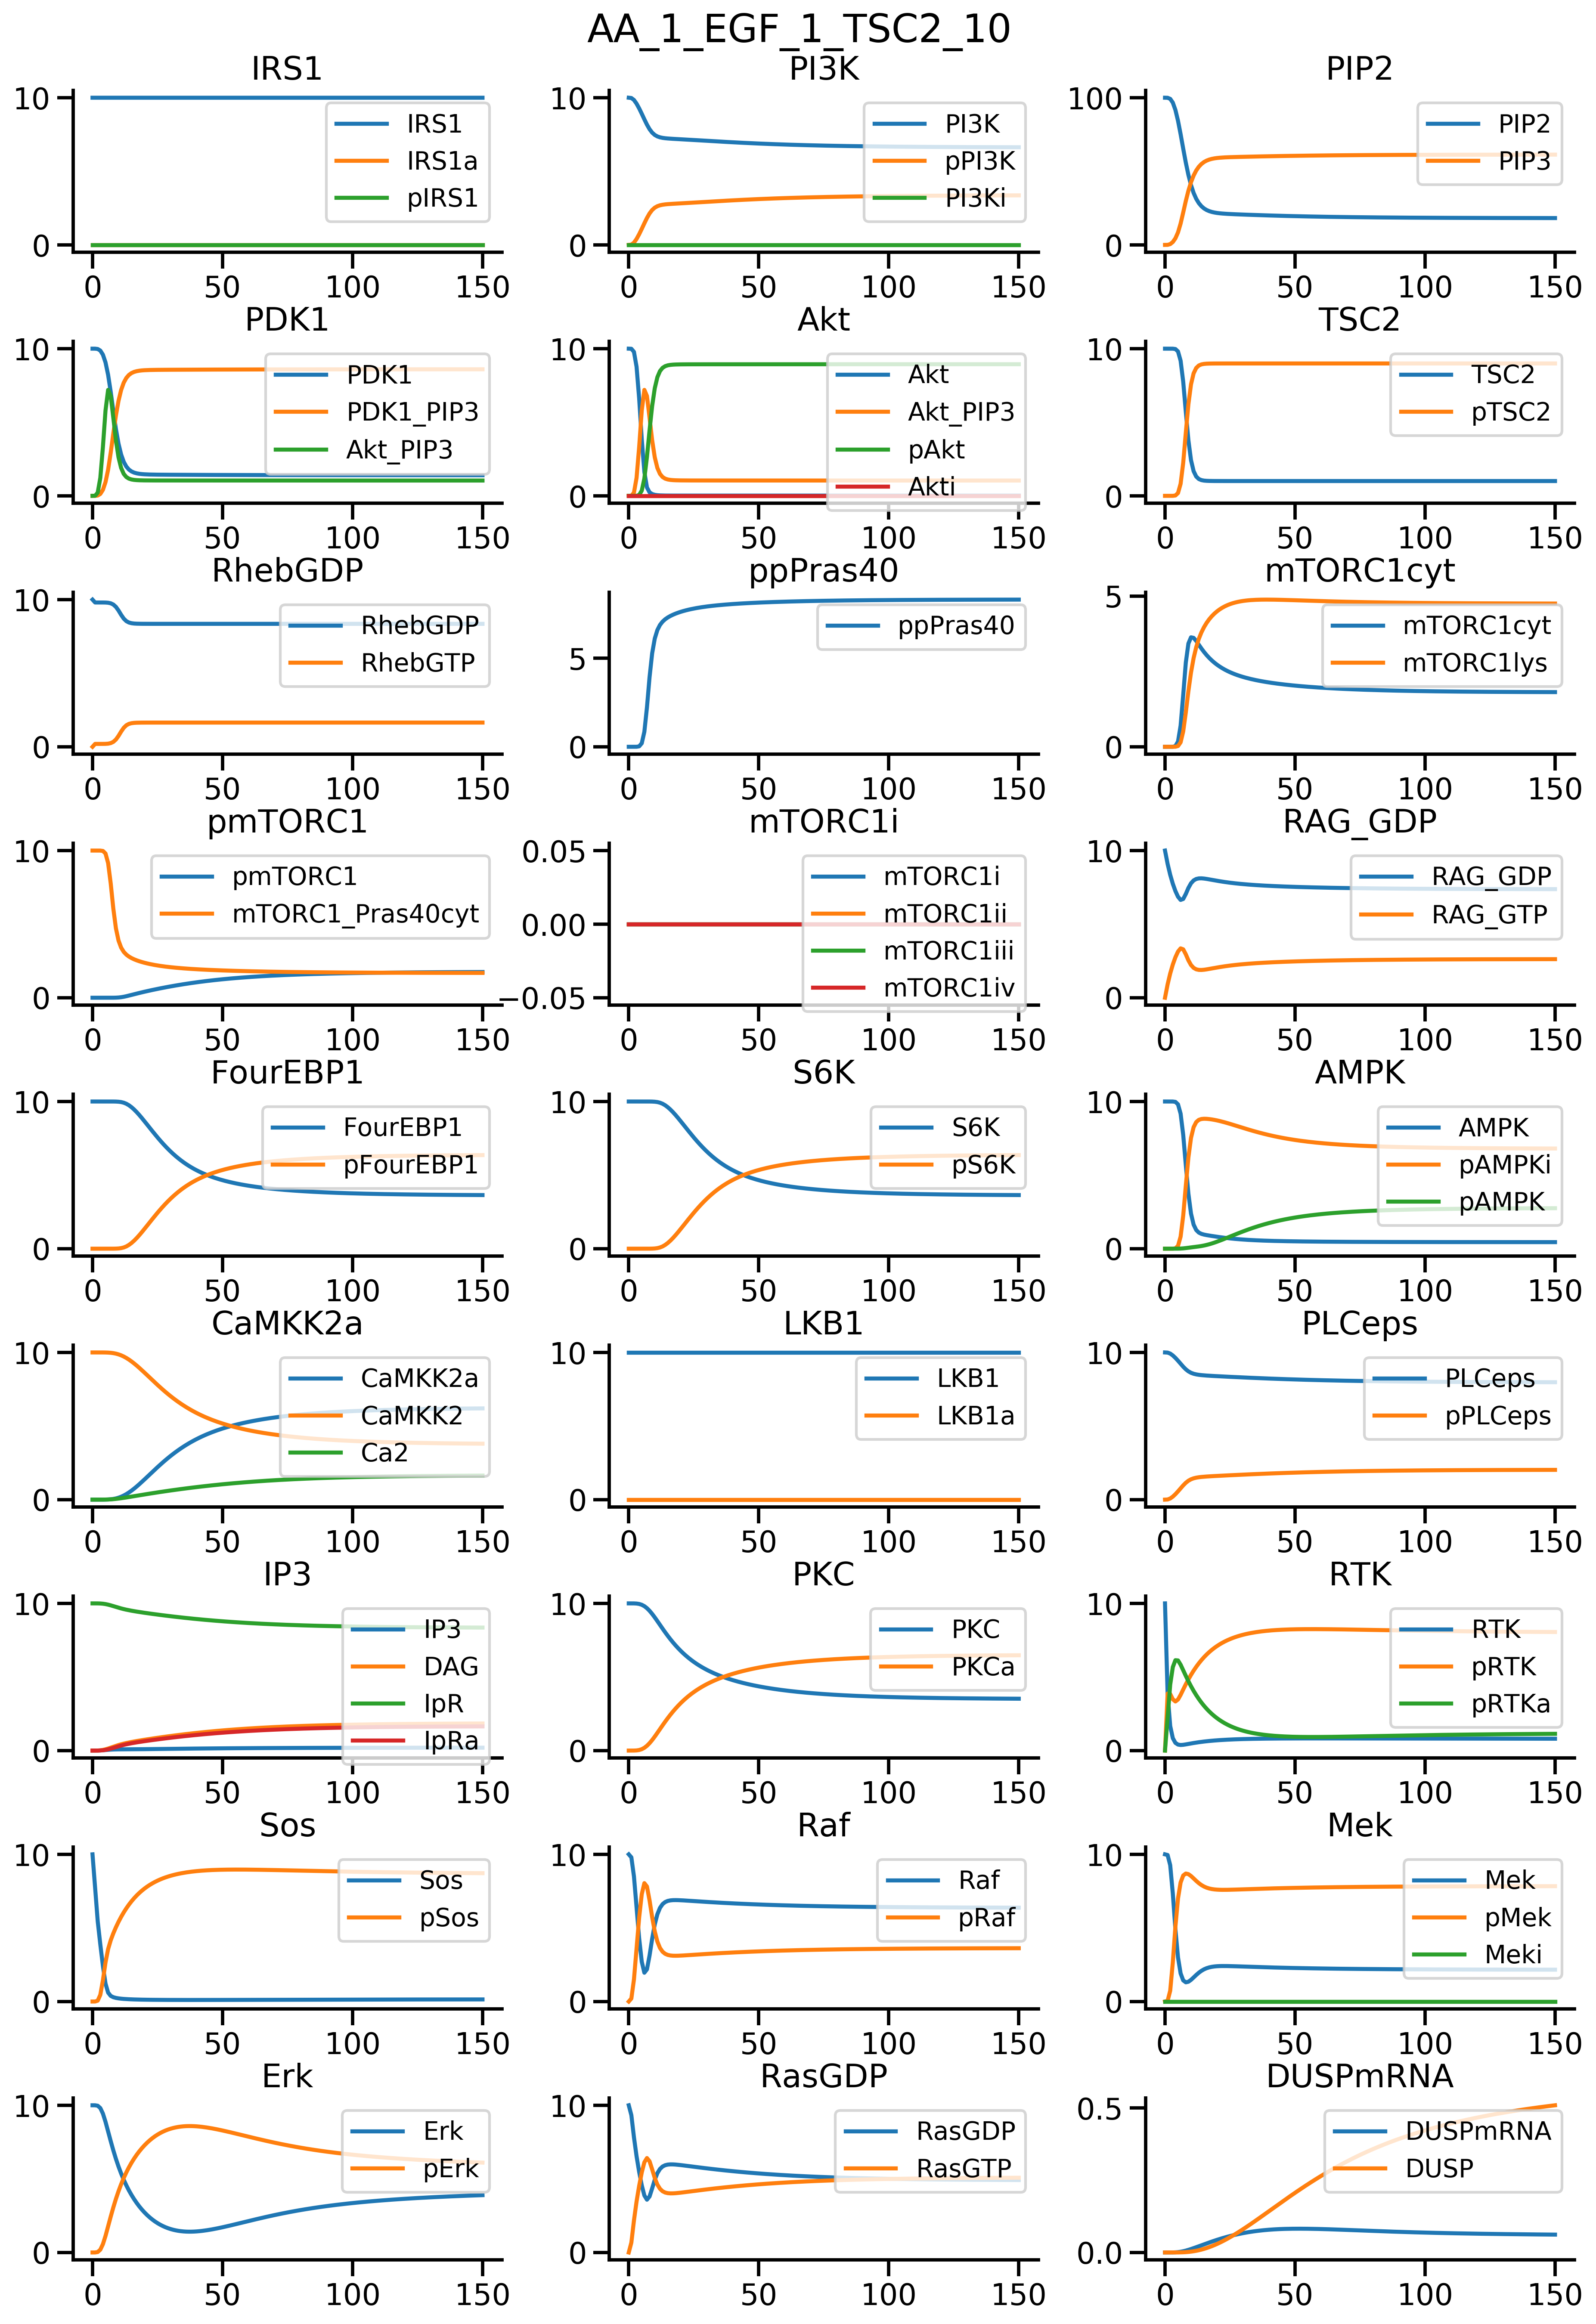 AA_1_EGF_1_TSC2_10
IRS1
10
0
0 50 100 150
IRS1
IRS1a
pIRS1
PI3K
10
0
0 50 100 150
PI3K
pPI3K
PI3Ki
PIP2
100
0
0 50 100 150
PIP2
PIP3
PDK1
10
0
0 50 100 150
PDK1
PDK1_PIP3
Akt_PIP3
Akt
10
0
0 50 100 150
Akt
Akt_PIP3
pAkt
Akti
TSC2
10
0
0 50 100 150
TSC2
pTSC2
RhebGDP
10
0
0 50 100 150
RhebGDP
RhebGTP
ppPras40
5
0
0 50 100 150
ppPras40
mTORC1cyt
5
0
0 50 100 150
mTORC1cyt
mTORC1lys
pmTORC1
10
0
0 50 100 150
pmTORC1
mTORC1_Pras40cyt
mTORC1i
0.05
0.00
−0.05
0 50 100 150
mTORC1i
mTORC1ii
mTORC1iii
mTORC1iv
RAG_GDP
10
0
0 50 100 150
RAG_GDP
RAG_GTP
FourEBP1
10
0
0 50 100 150
FourEBP1
pFourEBP1
S6K
10
0
0 50 100 150
S6K
pS6K
AMPK
10
0
0 50 100 150
AMPK
pAMPKi
pAMPK
CaMKK2a
10
0
0 50 100 150
CaMKK2a
CaMKK2
Ca2
LKB1
10
0
0 50 100 150
LKB1
LKB1a
PLCeps
10
0
0 50 100 150
PLCeps
pPLCeps
IP3
10
0
0 50 100 150
IP3
DAG
IpR
IpRa
PKC
10
0
0 50 100 150
PKC
PKCa
RTK
10
0
0 50 100 150
RTK
pRTK
pRTKa
Sos
10
0
0 50 100 150
Sos
pSos
Raf
10
0
0 50 100 150
Raf
pRaf
Mek
10
0
0 50 100 150
Mek
pMek
Meki
Erk
10
0
0 50 100 150
Erk
pErk
RasGDP
10
0
0 50 100 150
RasGDP
RasGTP
DUSPmRNA
0.5
0.0
0 50 100 150
DUSPmRNA
DUSP